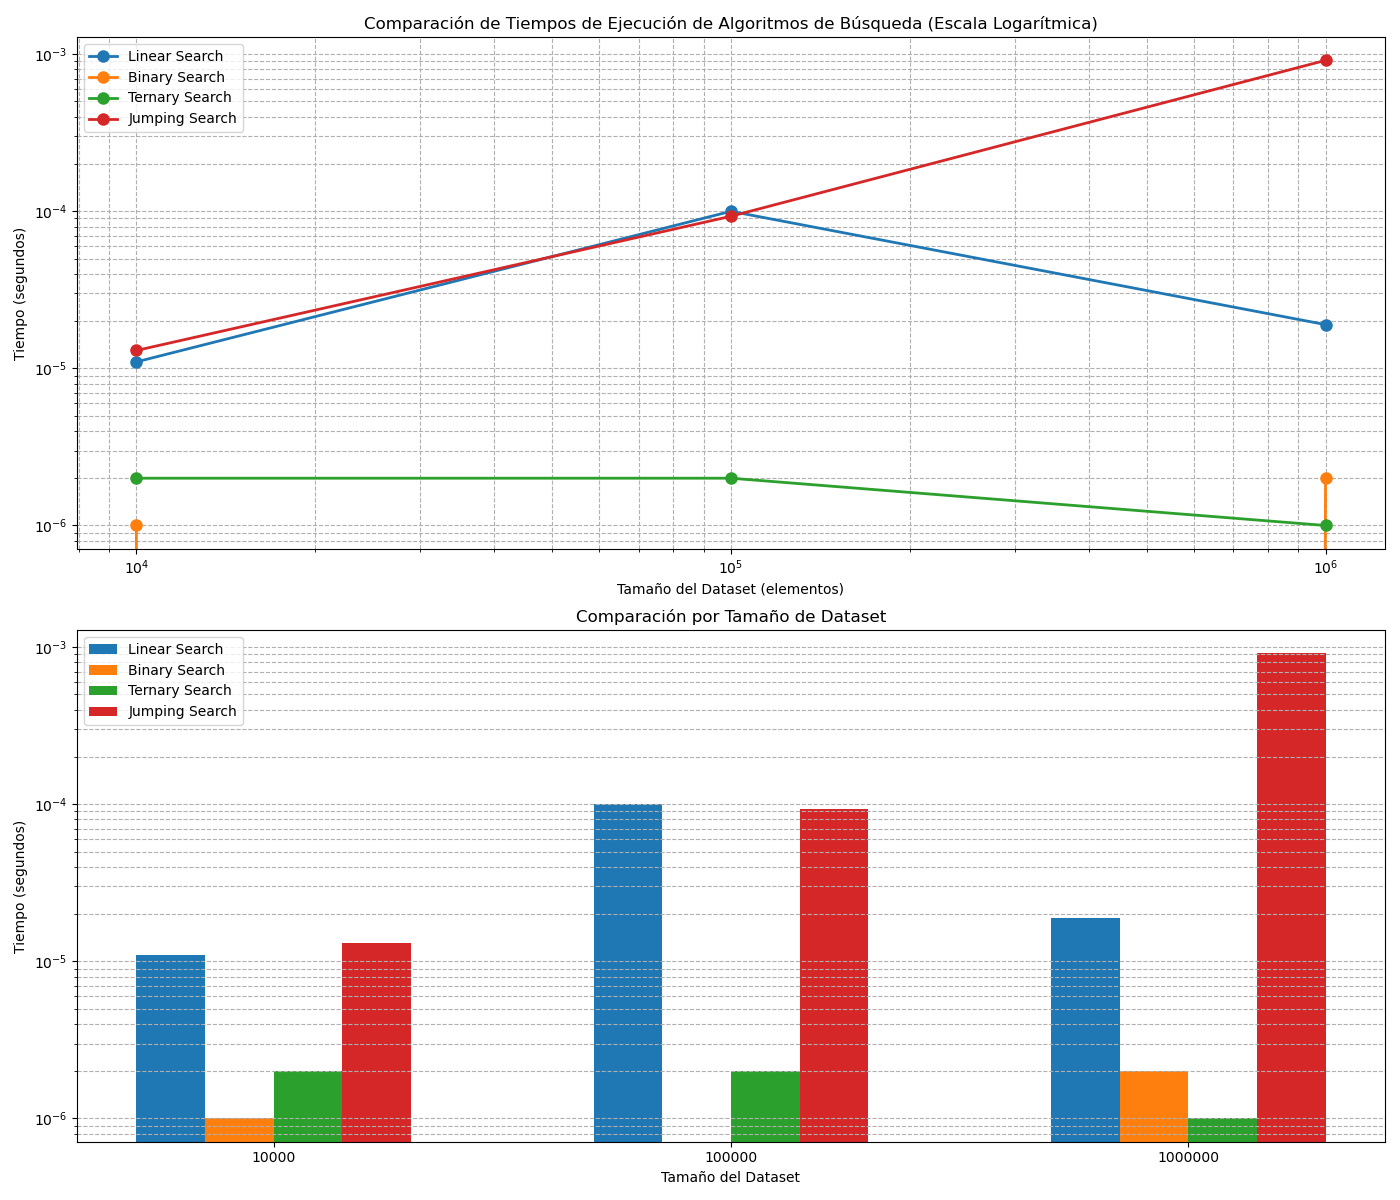 Comparación de Tiempos de Ejecución de Algoritmos de Búsqueda (Escala Logarítmica)
Linear Search
Binary Search
Ternary Search
Jumping Search
Tiempo (segundos)
10⁻³
10⁻⁴
10⁻⁵
10⁻⁶
10⁴ 10⁵ 10⁶
Tamaño del Dataset (elementos)
Comparación por Tamaño de Dataset
Linear Search
Binary Search
Ternary Search
Jumping Search
Tiempo (segundos)
10⁻³
10⁻⁴
10⁻⁵
10⁻⁶
10000 100000 1000000
Tamaño del Dataset